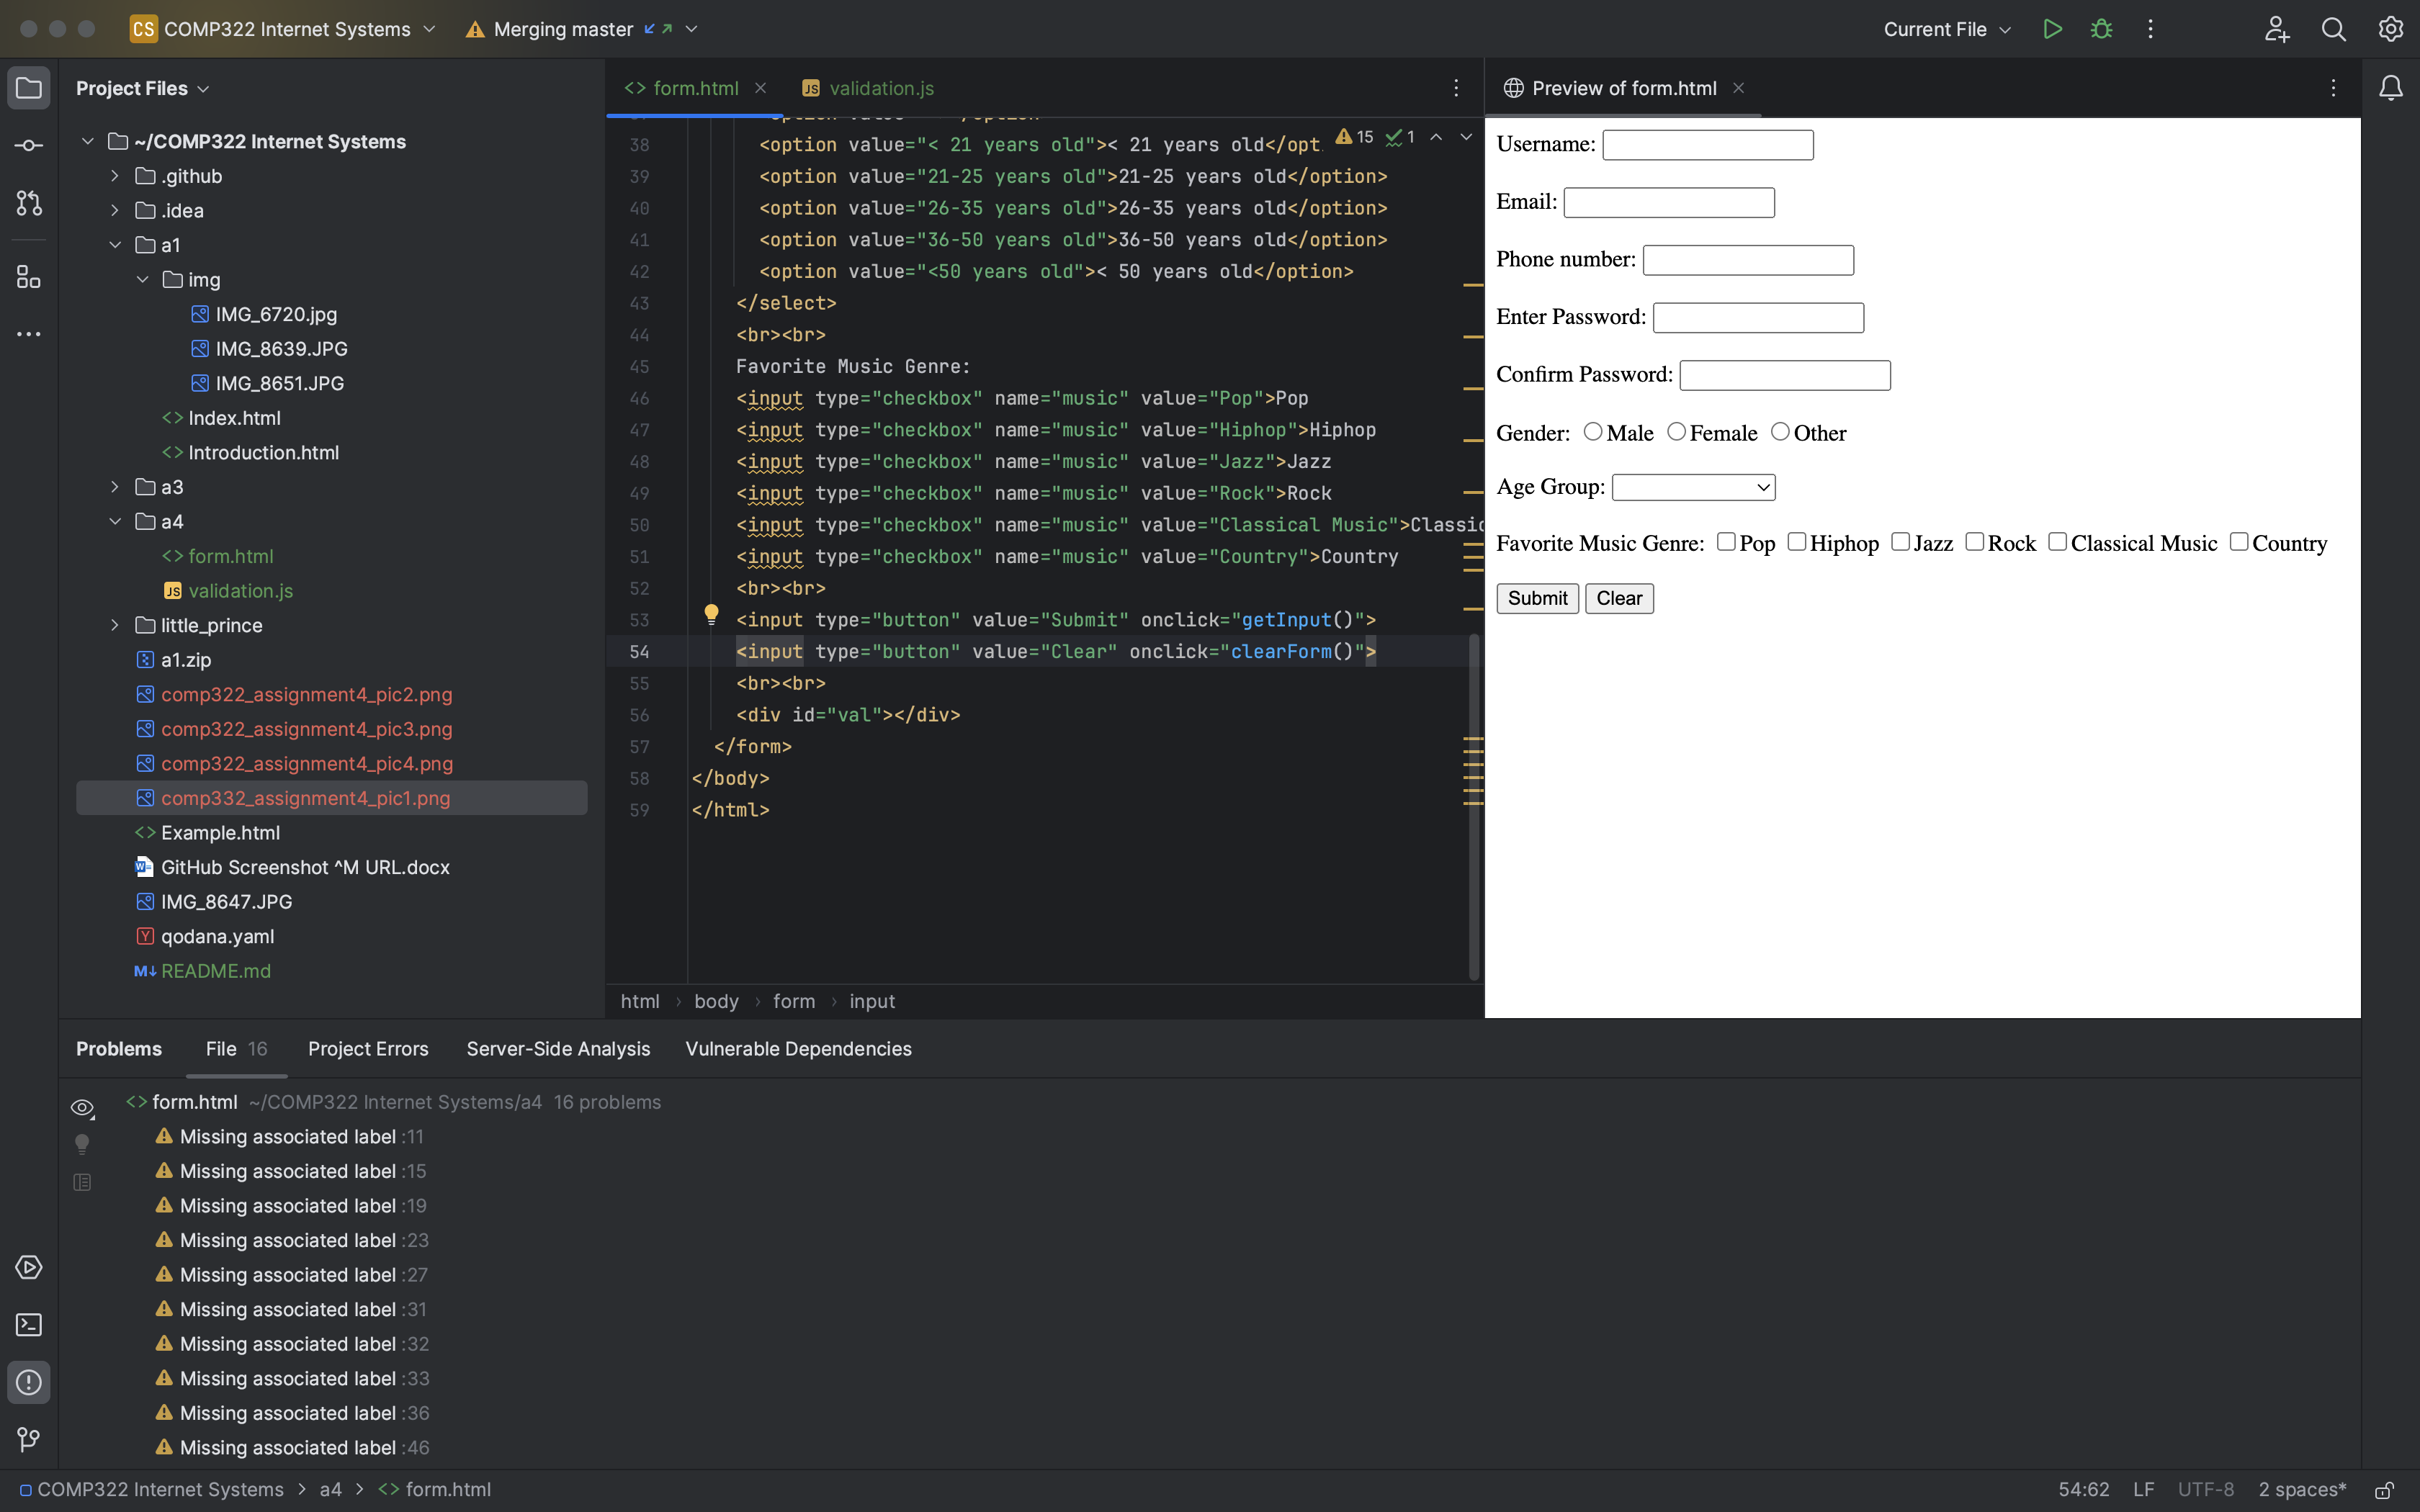 CS COMP322 Internet Systems Merging master Current File
Project Files
~/COMP322 Internet Systems
.github
.idea
a1
img
IMG_6720.jpg
IMG_8639.JPG
IMG_8651.JPG
Index.html
Introduction.html
a3
a4
form.html
JS validation.js
little_prince
a1.zip
comp322_assignment4_pic2.png
comp322_assignment4_pic3.png
comp322_assignment4_pic4.png
comp332_assignment4_pic1.png
Example.html
GitHub Screenshot ^M URL.docx
IMG_8647.JPG
Y qodana.yaml
M↓ README.md
<> form.html JS validation.js
15 1
38 <option value="< 21 years old">< 21 years old</opt
39 <option value="21-25 years old">21-25 years old</option>
40 <option value="26-35 years old">26-35 years old</option>
41 <option value="36-50 years old">36-50 years old</option>
42 <option value="<50 years old">< 50 years old</option>
43 </select>
44 <br><br>
45 Favorite Music Genre:
46 <input type="checkbox" name="music" value="Pop">Pop
47 <input type="checkbox" name="music" value="Hiphop">Hiphop
48 <input type="checkbox" name="music" value="Jazz">Jazz
49 <input type="checkbox" name="music" value="Rock">Rock
50 <input type="checkbox" name="music" value="Classical Music">Classic
51 <input type="checkbox" name="music" value="Country">Country
52 <br><br>
53 <input type="button" value="Submit" onclick="getInput()">
54 <input type="button" value="Clear" onclick="clearForm()">
55 <br><br>
56 <div id="val"></div>
57 </form>
58 </body>
59 </html>
html › body › form › input
Preview of form.html
Username:
Email:
Phone number:
Enter Password:
Confirm Password:
Gender: Male Female Other
Age Group:
Favorite Music Genre: Pop Hiphop Jazz Rock Classical Music Country
Submit Clear
Problems File 16 Project Errors Server-Side Analysis Vulnerable Dependencies
<> form.html ~/COMP322 Internet Systems/a4 16 problems
Missing associated label :11
Missing associated label :15
Missing associated label :19
Missing associated label :23
Missing associated label :27
Missing associated label :31
Missing associated label :32
Missing associated label :33
Missing associated label :36
Missing associated label :46
COMP322 Internet Systems > a4 > <> form.html 54:62 LF UTF-8 2 spaces*